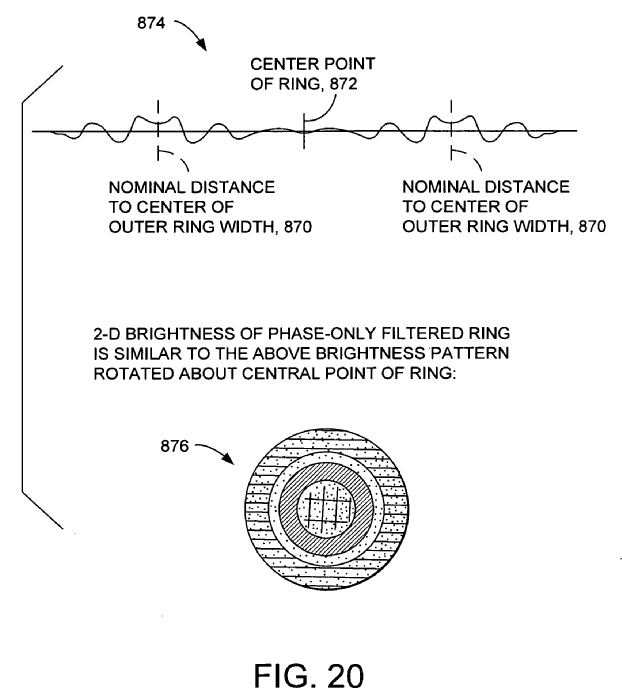 874
CENTER POINT
OF RING, 872
NOMINAL DISTANCE
TO CENTER OF
OUTER RING WIDTH, 870
NOMINAL DISTANCE
TO CENTER OF
OUTER RING WIDTH, 870
2-D BRIGHTNESS OF PHASE-ONLY FILTERED RING
IS SIMILAR TO THE ABOVE BRIGHTNESS PATTERN
ROTATED ABOUT CENTRAL POINT OF RING:
876
FIG. 20